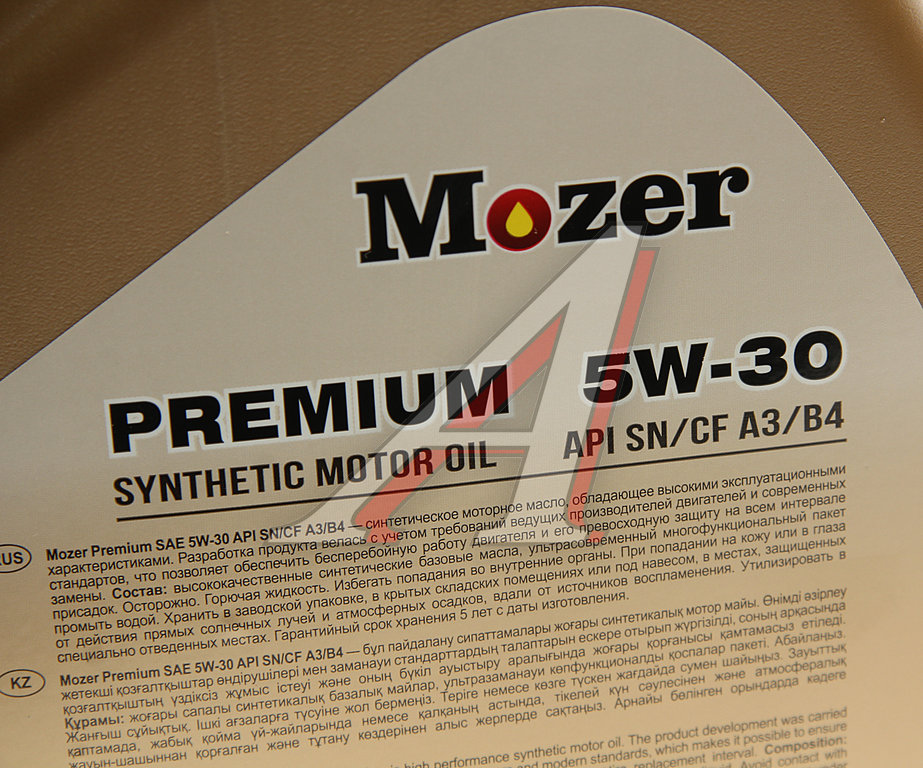 Mozer
PREMIUM 5W-30
SYNTHETIC MOTOR OIL API SN/CF A3/B4
RUS
Mozer Premium SAE 5W-30 API SN/CF A3/B4 — синтетическое моторное масло, обладающее высокими эксплуатационными
характеристиками. Разработка продукта велась с учетом требований ведущих производителей двигателей и современных
стандартов, что позволяет обеспечить бесперебойную работу двигателя и его превосходную защиту на всем интервале
замены. Состав: высококачественные синтетические базовые масла, ультрасовременный многофункциональный пакет
присадок. Осторожно. Горючая жидкость. Избегать попадания во внутренние органы. При попадании на кожу или в глаза
промыть водой. Хранить в заводской упаковке, в крытых складских помещениях или под навесом, в местах, защищенных
от действия прямых солнечных лучей и атмосферных осадков, вдали от источников воспламенения. Утилизировать в
специально отведенных местах. Гарантийный срок хранения 5 лет с даты изготовления.
KZ
Mozer Premium SAE 5W-30 API SN/CF A3/B4 — бұл пайдалану сипаттамалары жоғары синтетикалық мотор майы. Өнімді әзірлеу
жетекші қозғалтқыштар өндірушілері мен заманауи стандарттардың талаптарын ескере отырып жүргізілді, соның арқасында
қозғалтқыштың үздіксіз жұмыс істеуі және оның бүкіл ауыстыру аралығында жоғары қорғанысы қамтамасыз етіледі.
Құрамы: жоғары сапалы синтетикалық базалық майлар, ультразаманауи көпфункционалды қоспалар пакеті. Абайлаңыз.
Жанғыш сұйықтық. Ішкі ағзаларға түсуіне жол бермеңіз. Теріге немесе көзге түскен жағдайда сумен шайыңыз. Зауыттық
қаптамада, жабық қойма үй-жайларында немесе қалқаның астында, тікелей күн сәулесінен және атмосфералық
жауын-шашыннан қорғалған және тұтану көздерінен алыс жерлерде сақтаңыз. Арнайы бөлінген орындарда кәдеге
high performance synthetic motor oil. The product development was carried
and modern standards, which makes it possible to ensure
replacement interval. Composition:
Avoid contact with